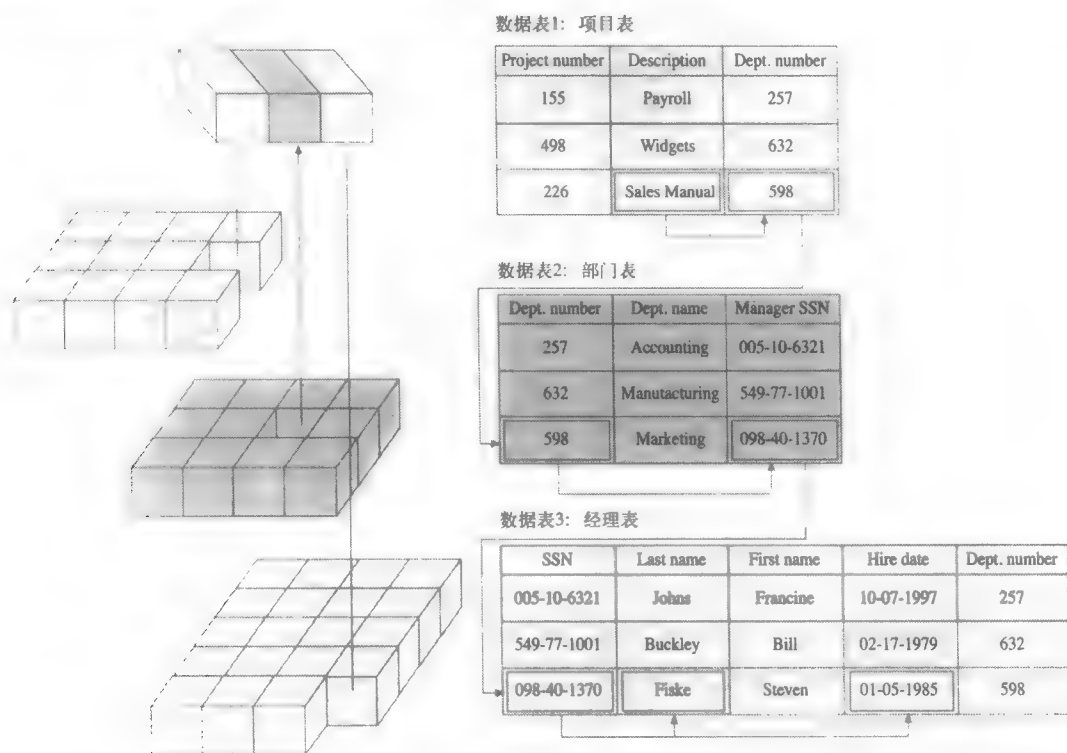 数据表1：项目表
Project number Description Dept. number
155 Payroll 257
498 Widgets 632
226 Sales Manual 598
数据表2：部门表
Dept. number Dept. name Manager SSN
257 Accounting 005-10-6321
632 Manutacturing 549-77-1001
598 Marketing 098-40-1370
数据表3：经理表
SSN Last name First name Hire date Dept. number
005-10-6321 Johns Francine 10-07-1997 257
549-77-1001 Buckley Bill 02-17-1979 632
098-40-1370 Fiske Steven 01-05-1985 598